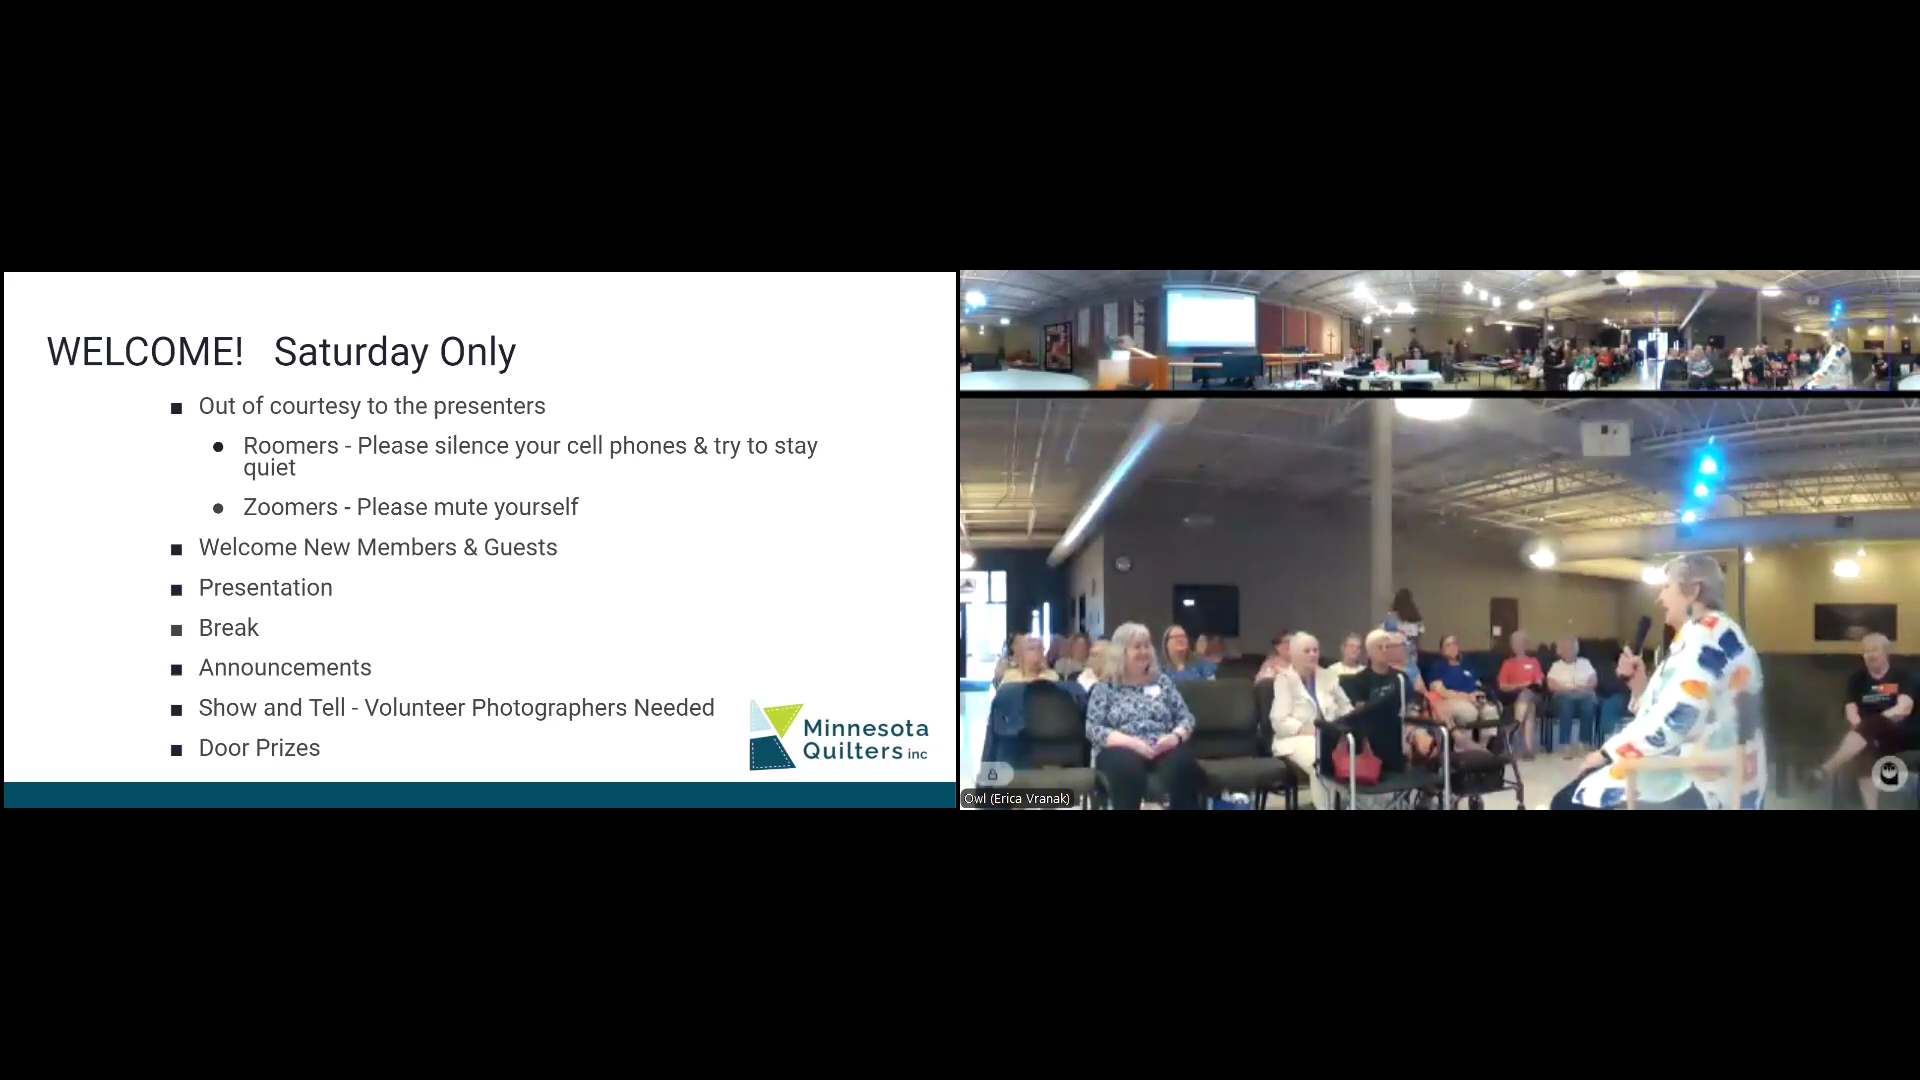 WELCOME!   Saturday Only
■ Out of courtesy to the presenters
● Roomers - Please silence your cell phones & try to stay
quiet
● Zoomers - Please mute yourself
■ Welcome New Members & Guests
■ Presentation
■ Break
■ Announcements
■ Show and Tell - Volunteer Photographers Needed
■ Door Prizes
Minnesota
Quilters inc
Owl (Erica Vranak)